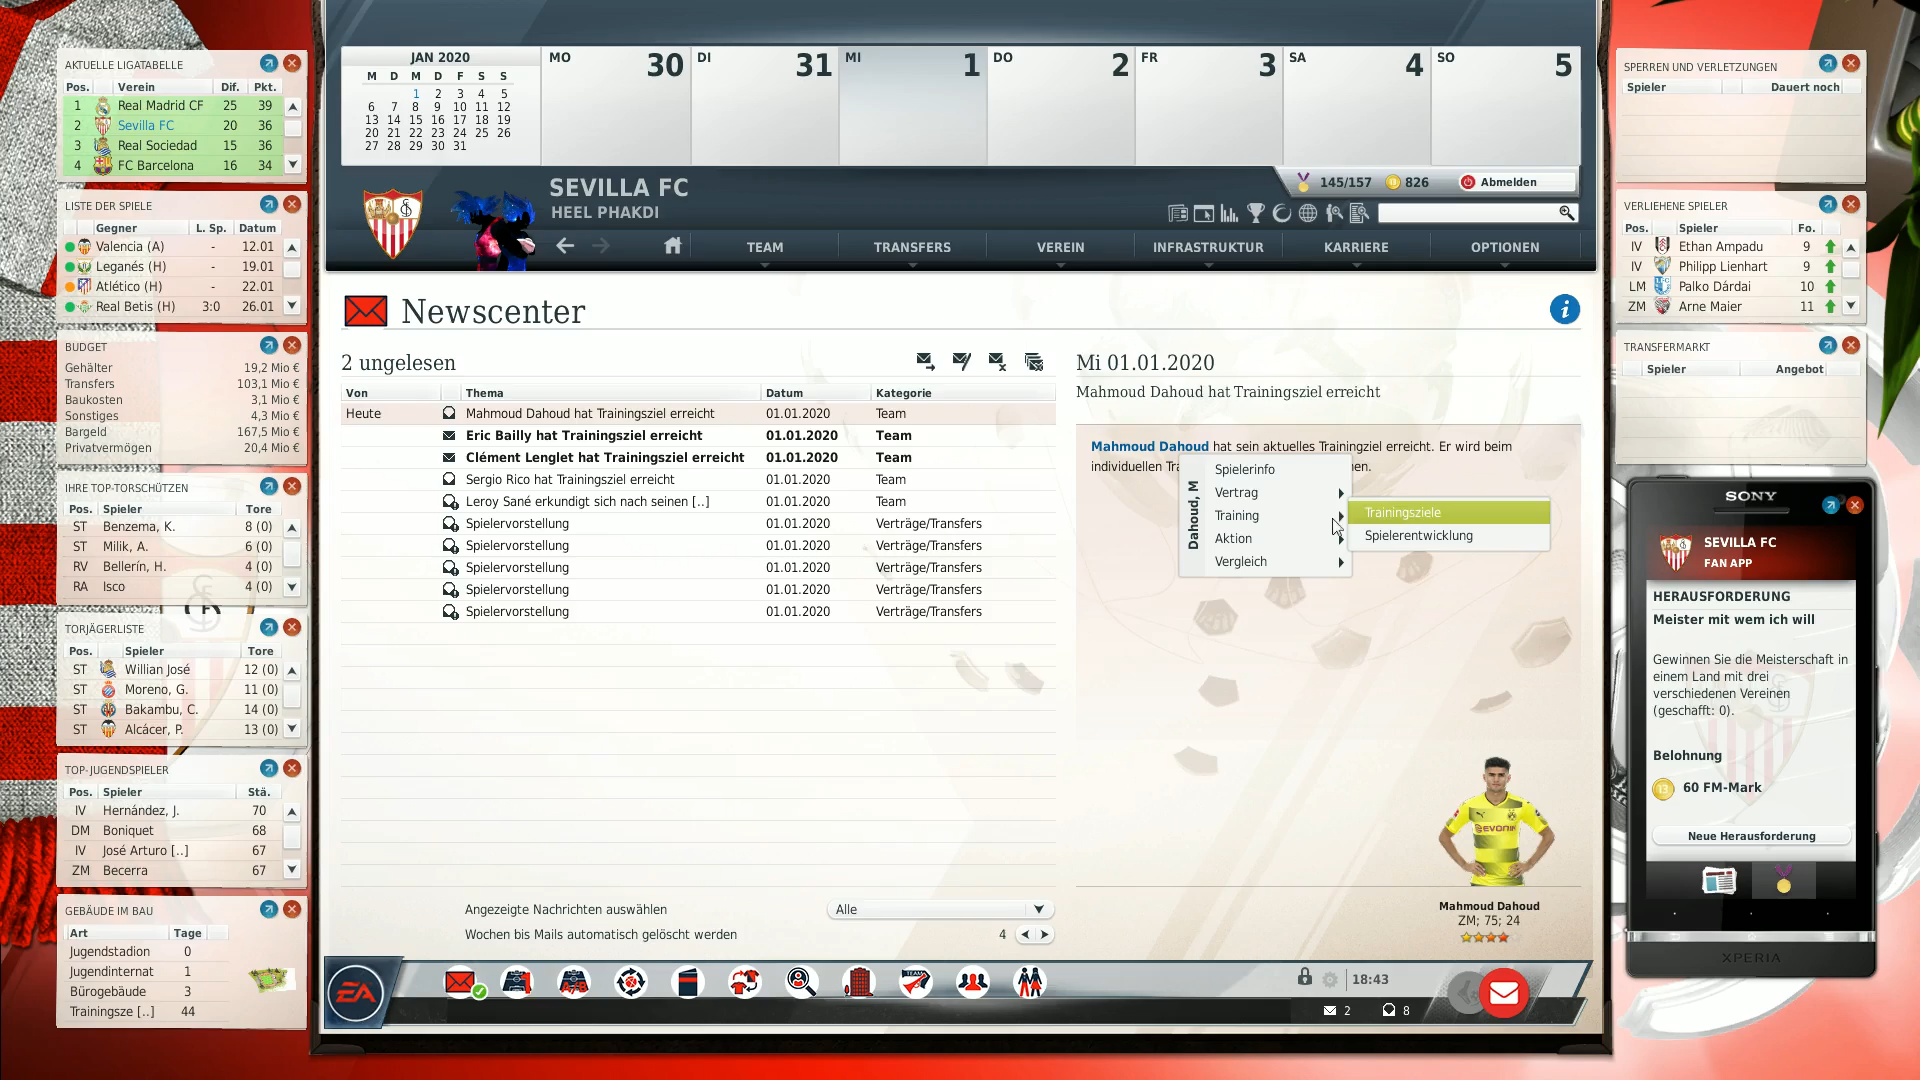 AKTUELLE LIGATABELLE
Pos. Verein Dif. Pkt.
1 Real Madrid CF 25 39
2 Sevilla FC 20 36
3 Real Sociedad 15 36
4 FC Barcelona 16 34
LISTE DER SPIELE
Gegner L. Sp. Datum
Valencia (A) - 12.01
Leganés (H) - 19.01
Atlético (H) - 22.01
Real Betis (H) 3:0 26.01
BUDGET
Gehälter 19,2 Mio €
Transfers 103,1 Mio €
Baukosten 3,1 Mio €
Sonstiges 4,3 Mio €
Bargeld 167,5 Mio €
Privatvermögen 20,4 Mio €
IHRE TOP-TORSCHÜTZEN
Pos. Spieler Tore
ST Benzema, K. 8 (0)
ST Milik, A. 6 (0)
RV Bellerín, H. 4 (0)
RA Isco 4 (0)
TORJÄGERLISTE
Pos. Spieler Tore
ST Willian José 12 (0)
ST Moreno, G. 11 (0)
ST Bakambu, C. 14 (0)
ST Alcácer, P. 13 (0)
TOP-JUGENDSPIELER
Pos. Spieler Stä.
IV Hernández, J. 70
DM Boniquet 68
IV José Arturo [..] 67
ZM Becerra 67
GEBÄUDE IM BAU
Art Tage
Jugendstadion 0
Jugendinternat 1
Bürogebäude 3
Trainingsze [..] 44
JAN 2020
M D M D F S S
1 2 3 4 5
6 7 8 9 10 11 12
13 14 15 16 17 18 19
20 21 22 23 24 25 26
27 28 29 30 31
MO 30 DI 31 MI 1 DO 2 FR 3 SA 4 SO 5
SEVILLA FC
HEEL PHAKDI
145/157 826 Abmelden
TEAM TRANSFERS VEREIN INFRASTRUKTUR KARRIERE OPTIONEN
Newscenter
2 ungelesen
Von Thema Datum Kategorie
Heute Mahmoud Dahoud hat Trainingsziel erreicht 01.01.2020 Team
Eric Bailly hat Trainingsziel erreicht 01.01.2020 Team
Clément Lenglet hat Trainingsziel erreicht 01.01.2020 Team
Sergio Rico hat Trainingsziel erreicht 01.01.2020 Team
Leroy Sané erkundigt sich nach seinen [..] 01.01.2020 Team
Spielervorstellung 01.01.2020 Verträge/Transfers
Spielervorstellung 01.01.2020 Verträge/Transfers
Spielervorstellung 01.01.2020 Verträge/Transfers
Spielervorstellung 01.01.2020 Verträge/Transfers
Spielervorstellung 01.01.2020 Verträge/Transfers
Angezeigte Nachrichten auswählen Alle
Wochen bis Mails automatisch gelöscht werden 4
Mi 01.01.2020
Mahmoud Dahoud hat Trainingsziel erreicht
Mahmoud Dahoud hat sein aktuelles Trainingziel erreicht. Er wird beim
individuellen
Dahoud, M
Spielerinfo
Vertrag
Training
Aktion
Vergleich
Trainingsziele
Spielerentwicklung
EVONIK
Mahmoud Dahoud
ZM; 75; 24
EA
A/B
18:43
2 8
SPERREN UND VERLETZUNGEN
Spieler Dauert noch
VERLIEHENE SPIELER
Pos. Spieler Fo.
IV Ethan Ampadu 9
IV Philipp Lienhart 9
LM Palko Dárdai 10
ZM Arne Maier 11
TRANSFERMARKT
Spieler Angebot
SONY
SEVILLA FC
FAN APP
HERAUSFORDERUNG
Meister mit wem ich will
Gewinnen Sie die Meisterschaft in
einem Land mit drei
verschiedenen Vereinen
(geschafft: 0).
Belohnung
60 FM-Mark
Neue Herausforderung
XPERIA